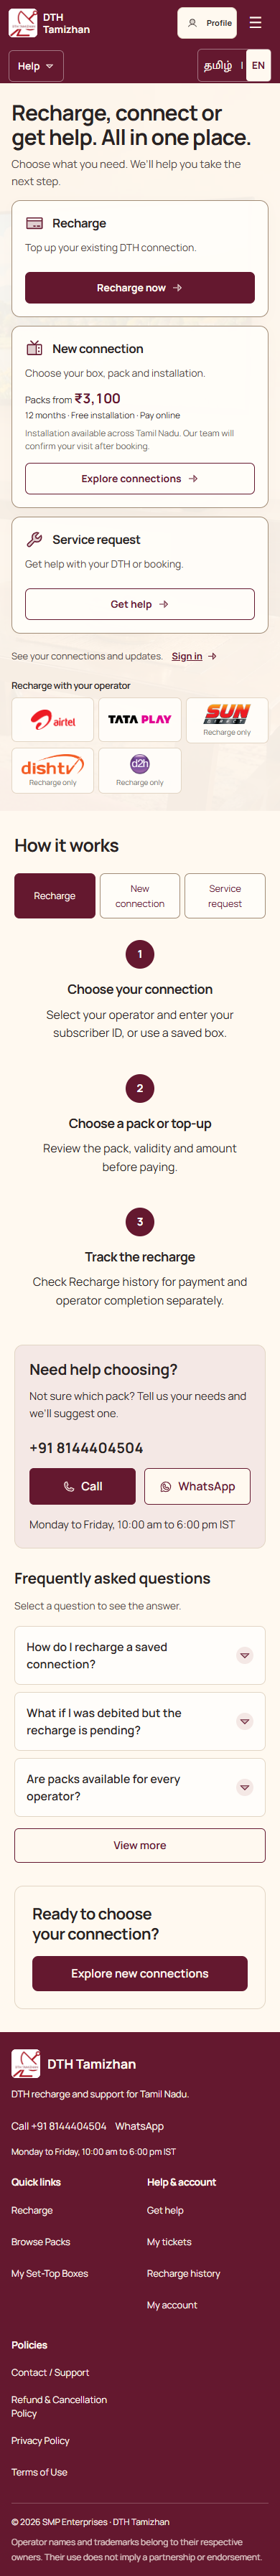 DTH
Tamizhan
Profile
Help
தமிழ் | EN
Recharge, connect or
get help. All in one place.
Choose what you need. We'll help you take the
next step.
Recharge
Top up your existing DTH connection.
Recharge now
New connection
Choose your box, pack and installation.
Packs from ₹3,100
12 months · Free installation · Pay online
Installation available across Tamil Nadu. Our team will
confirm your visit after booking.
Explore connections
Service request
Get help with your DTH or booking.
Get help
See your connections and updates. Sign in
Recharge with your operator
airtel
TATA PLAY
SUN
DIRECT
Recharge only
dishtv
Recharge only
d2h
Recharge only
How it works
Recharge
New
connection
Service
request
1
Choose your connection
Select your operator and enter your
subscriber ID, or use a saved box.
2
Choose a pack or top-up
Review the pack, validity and amount
before paying.
3
Track the recharge
Check Recharge history for payment and
operator completion separately.
Need help choosing?
Not sure which pack? Tell us your needs and
we'll suggest one.
+91 8144404504
Call
WhatsApp
Monday to Friday, 10:00 am to 6:00 pm IST
Frequently asked questions
Select a question to see the answer.
How do I recharge a saved
connection?
What if I was debited but the
recharge is pending?
Are packs available for every
operator?
View more
Ready to choose
your connection?
Explore new connections
DTH Tamizhan
DTH recharge and support for Tamil Nadu.
Call +91 8144404504 WhatsApp
Monday to Friday, 10:00 am to 6:00 pm IST
Quick links
Recharge
Browse Packs
My Set-Top Boxes
Help & account
Get help
My tickets
Recharge history
My account
Policies
Contact / Support
Refund & Cancellation
Policy
Privacy Policy
Terms of Use
© 2026 SMP Enterprises · DTH Tamizhan
Operator names and trademarks belong to their respective
owners. Their use does not imply a partnership or endorsement.